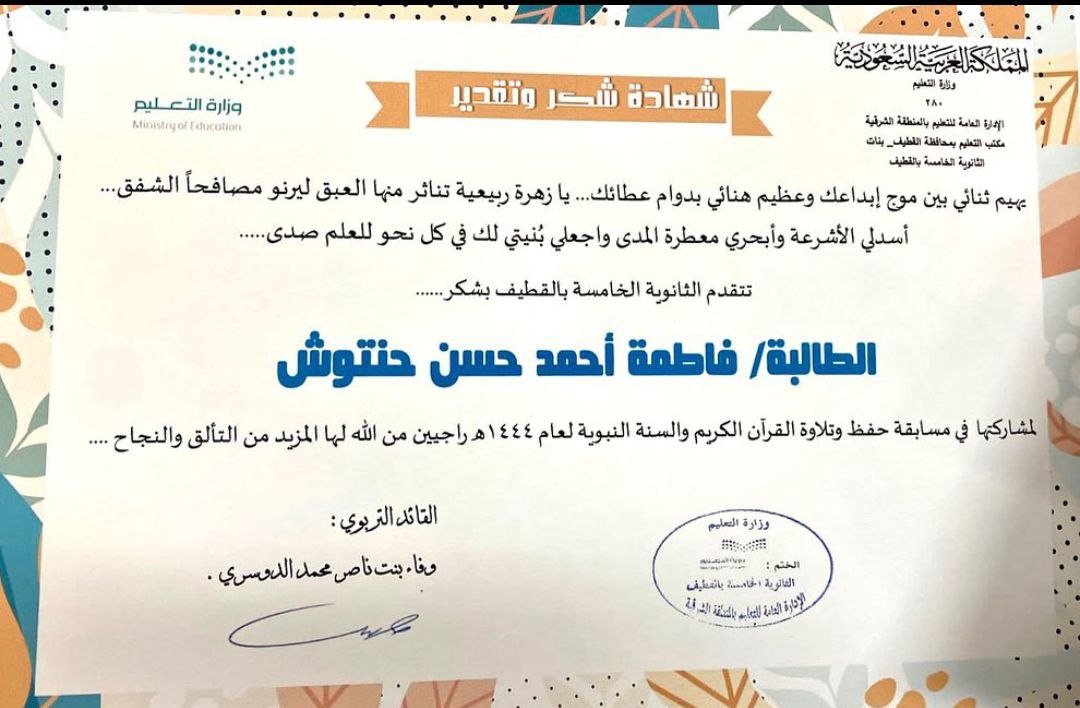 المملكة العربية السعودية
وزارة التعليم
٢٨٠
الإدارة العامة للتعليم بالمنطقة الشرقية
مكتب التعليم بمحافظة القطيف_ بنات
الثانوية الخامسة بالقطيف
وزارة التعليم
Ministry of Education
شهادة شكر وتقدير
يهيم ثنائي بين موج إبداعك وعظيم هنائي بدوام عطائك... يا زهرة ربيعية تناثر منها العبق ليرنو مصافحاً الشفق...
أسدلي الأشرعة وأبحري معطرة المدى واجعلي بُنيتي لك في كل نحو للعلم صدى.....
تتقدم الثانوية الخامسة بالقطيف بشكر......
الطالبة/ فاطمة أحمد حسن حنتوش
لمشاركتها في مسابقة حفظ وتلاوة القرآن الكريم والسنة النبوية لعام ١٤٤٤هـ راجيين من الله لها المزيد من التألق والنجاح ....
القائد التربوي :
وفاء بنت ناصر محمد الدوسري .
وزارة التعليم
الختم :
الثانوية الخامسة بالقطيف
الإدارة العامة للتعليم بالمنطقة الشرقية